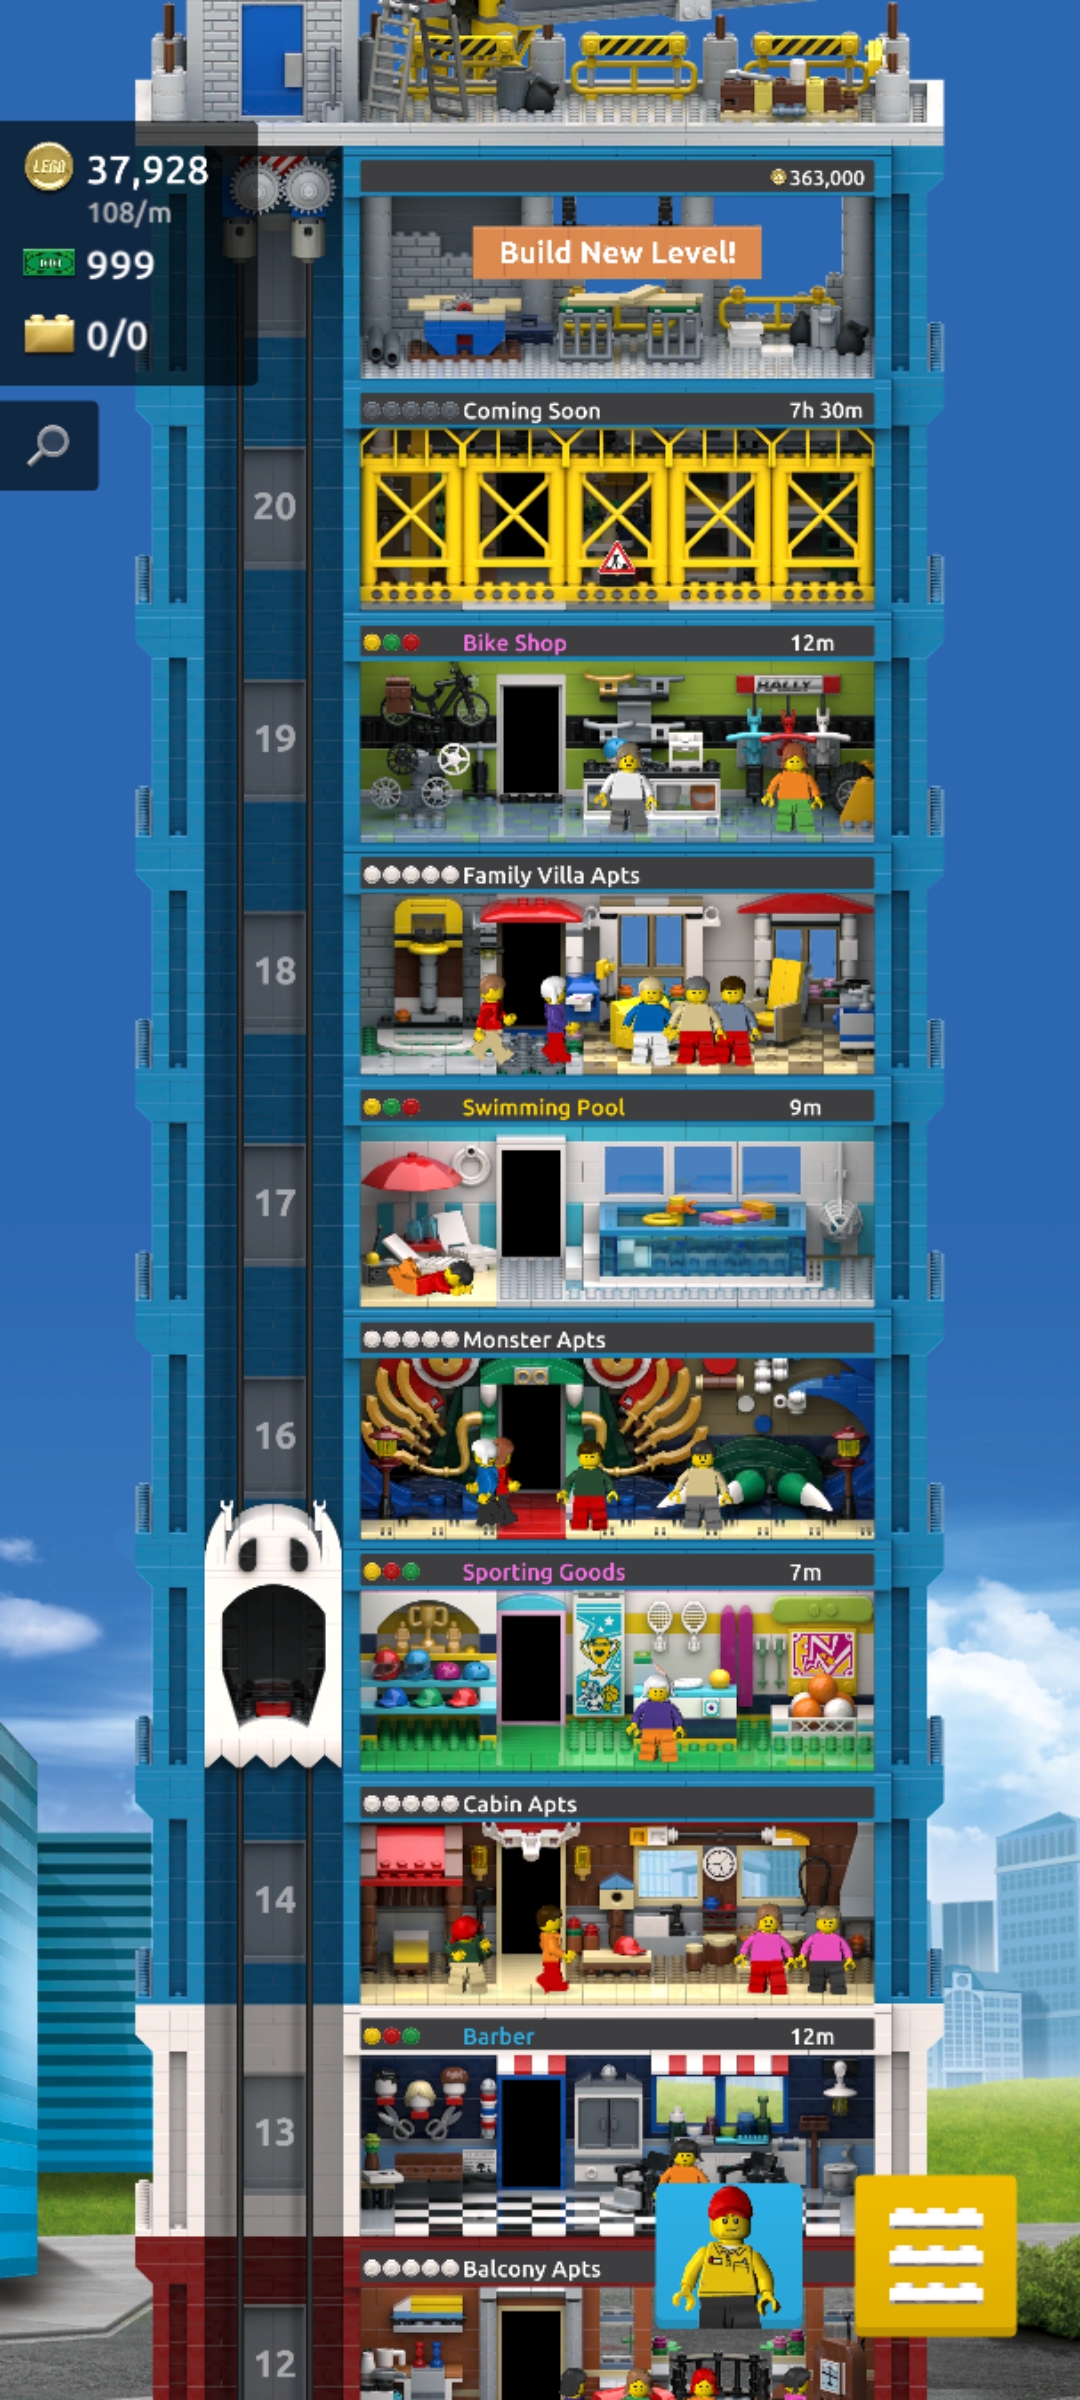 LEGO
37,928
108/m
999
0/0
363,000
Build New Level!
Coming Soon 7h 30m
20
Bike Shop 12m
RALLY
19
Family Villa Apts
18
Swimming Pool 9m
17
Monster Apts
16
Sporting Goods 7m
Cabin Apts
14
Barber 12m
13
Balcony Apts
12